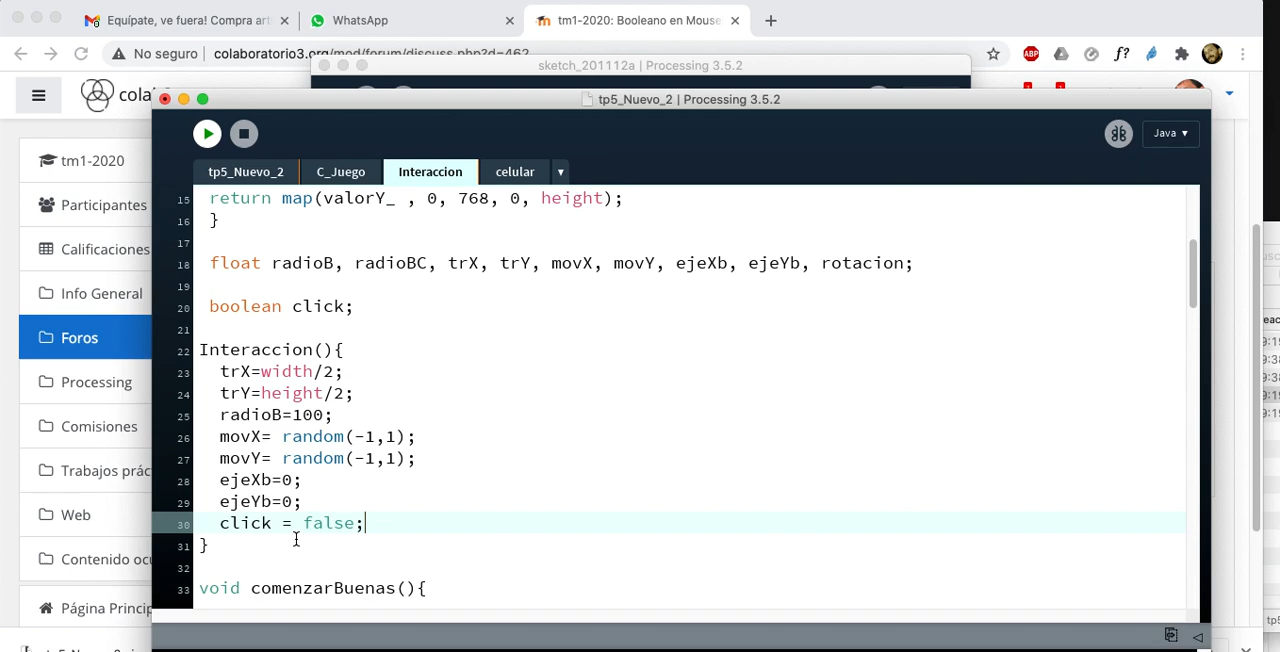 Equípate, ve fuera! Compra art
WhatsApp
tm1-2020: Booleano en Mouse
No seguro
colaboratorio3.org/mod/forum/discuss.php?d=462
ABP
f?
sketch_201112a | Processing 3.5.2
tp5_Nuevo_2 | Processing 3.5.2
Java ▾
tp5_Nuevo_2 C_Juego Interaccion celular
tm1-2020
Participantes
Calificaciones
Info General
Foros
Processing
Comisiones
Trabajos prác
Web
Contenido ocu
Página Princip
15 return map(valorY_ , 0, 768, 0, height);
16 }
17
18 float radioB, radioBC, trX, trY, movX, movY, ejeXb, ejeYb, rotacion;
19
20 boolean click;
21
22 Interaccion(){
23 trX=width/2;
24 trY=height/2;
25 radioB=100;
26 movX= random(-1,1);
27 movY= random(-1,1);
28 ejeXb=0;
29 ejeYb=0;
30 click = false;
31 }
32
33 void comenzarBuenas(){